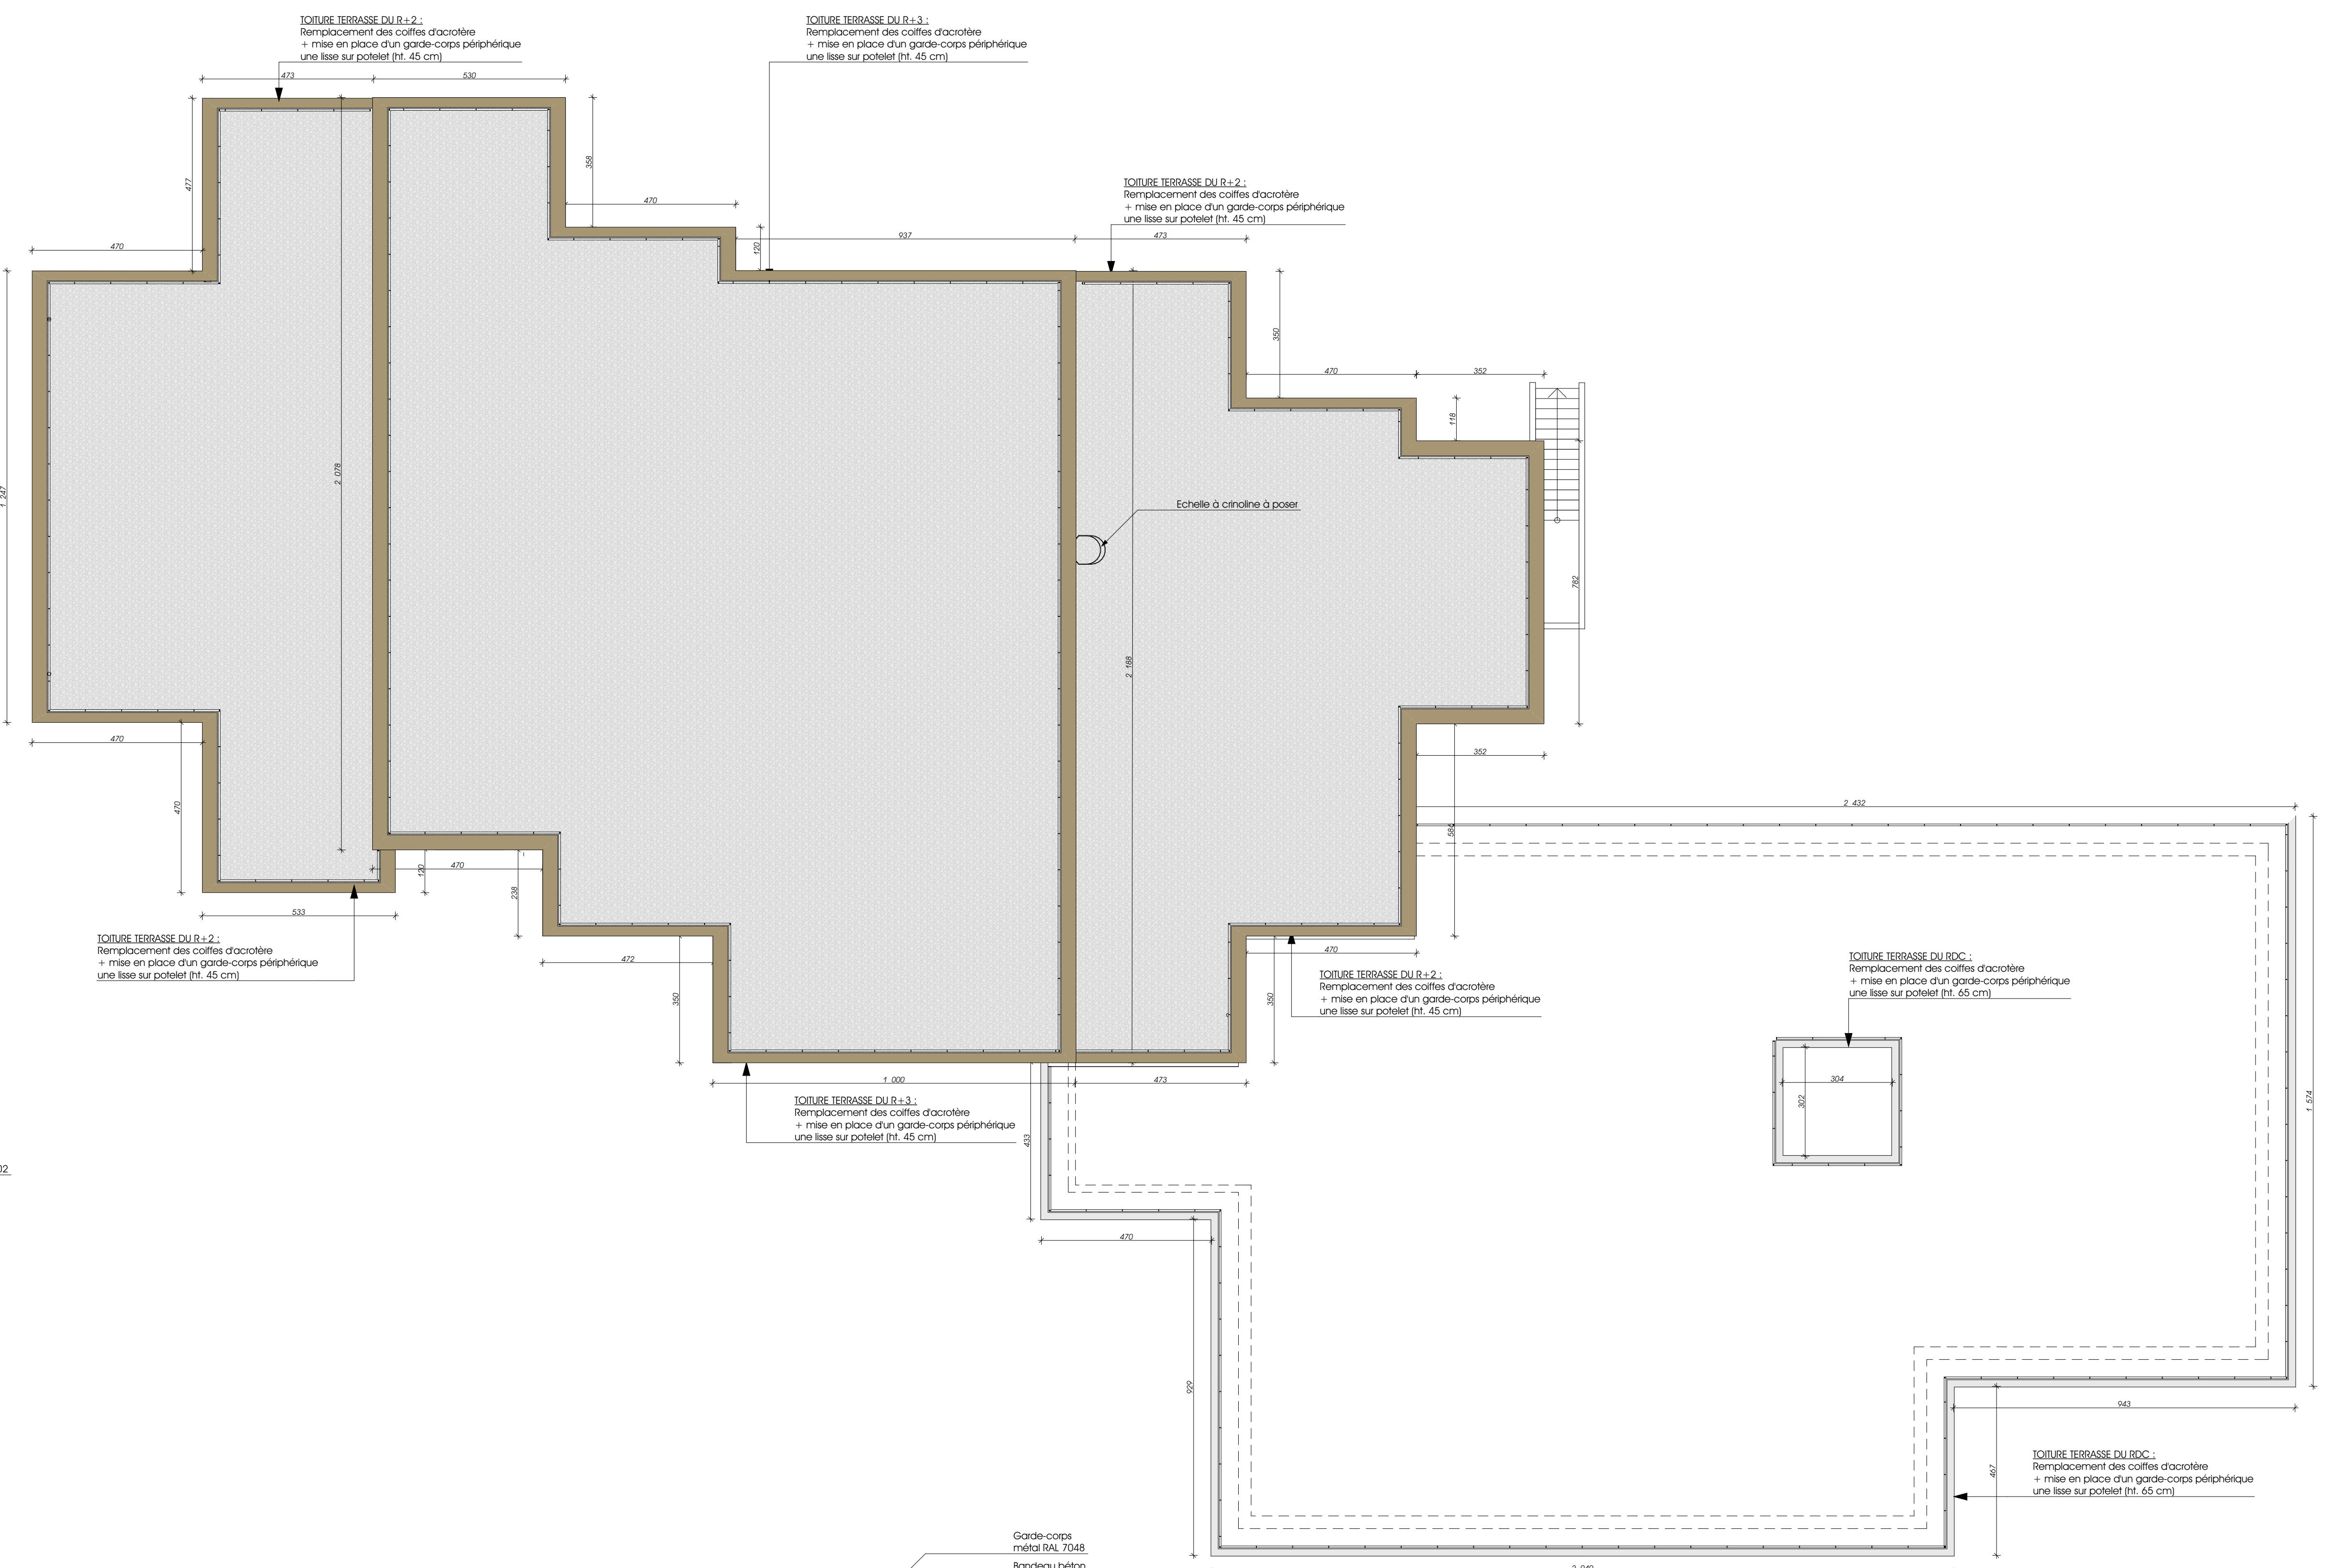 TOITURE TERRASSE DU R+2 :
Remplacement des coiffes d'acrotère
+ mise en place d'un garde-corps périphérique
une lisse sur potelet (ht. 45 cm)
TOITURE TERRASSE DU R+3 :
Remplacement des coiffes d'acrotère
+ mise en place d'un garde-corps périphérique
une lisse sur potelet (ht. 45 cm)
473
530
477
358
470
TOITURE TERRASSE DU R+2 :
Remplacement des coiffes d'acrotère
+ mise en place d'un garde-corps périphérique
une lisse sur potelet (ht. 45 cm)
470
120
937
473
350
470
352
118
1 247
2 078
Echelle à crinoline à poser
782
2 188
470
352
470
2 432
584
120
470
238
533
TOITURE TERRASSE DU R+2 :
Remplacement des coiffes d'acrotère
+ mise en place d'un garde-corps périphérique
une lisse sur potelet (ht. 45 cm)
472
350
470
350
TOITURE TERRASSE DU R+2 :
Remplacement des coiffes d'acrotère
+ mise en place d'un garde-corps périphérique
une lisse sur potelet (ht. 45 cm)
TOITURE TERRASSE DU RDC :
Remplacement des coiffes d'acrotère
+ mise en place d'un garde-corps périphérique
une lisse sur potelet (ht. 65 cm)
1 000
473
304
302
1 574
TOITURE TERRASSE DU R+3 :
Remplacement des coiffes d'acrotère
+ mise en place d'un garde-corps périphérique
une lisse sur potelet (ht. 45 cm)
433
02
470
929
943
467
TOITURE TERRASSE DU RDC :
Remplacement des coiffes d'acrotère
+ mise en place d'un garde-corps périphérique
une lisse sur potelet (ht. 65 cm)
Garde-corps
métal RAL 7048
Bandeau béton